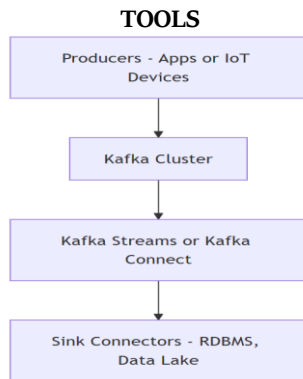 TOOLS
Producers - Apps or IoT
Devices
Kafka Cluster
Kafka Streams or Kafka
Connect
Sink Connectors - RDBMS,
Data Lake